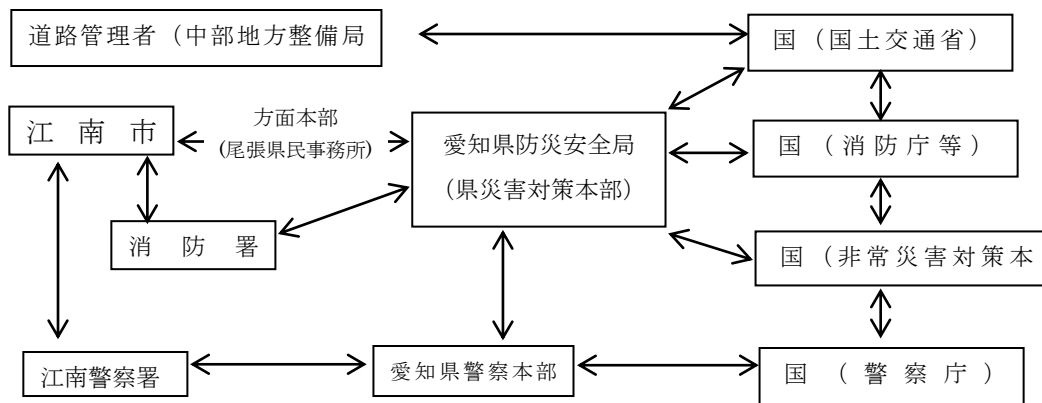 道路管理者（中部地方整備局
国（国土交通省）
江南市
方面本部
(尾張県民事務所)
愛知県防災安全局
（県災害対策本部）
国（消防庁等）
消防署
国（非常災害対策本
江南警察署
愛知県警察本部
国（警察庁）